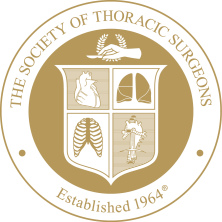 THE SOCIETY OF THORACIC SURGEONS
Established 1964®